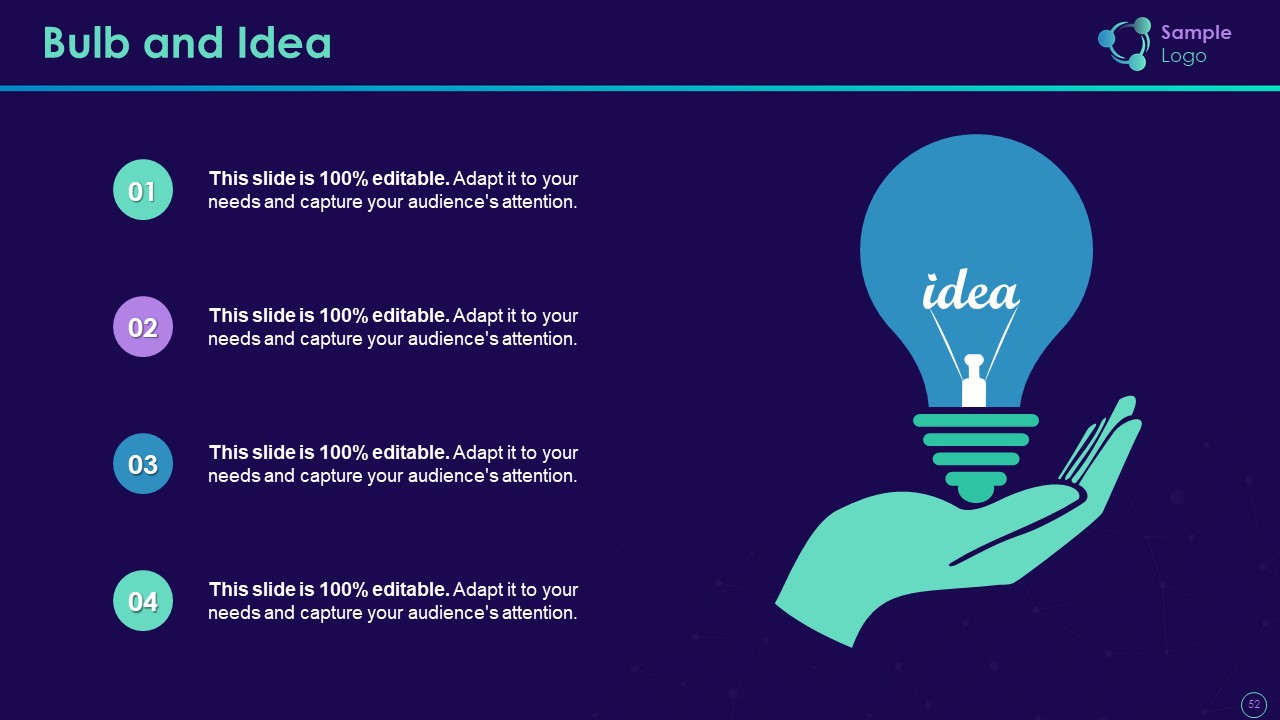 Bulb and Idea
Sample
Logo
01
This slide is 100% editable. Adapt it to your
needs and capture your audience's attention.
02
This slide is 100% editable. Adapt it to your
needs and capture your audience's attention.
03
This slide is 100% editable. Adapt it to your
needs and capture your audience's attention.
04
This slide is 100% editable. Adapt it to your
needs and capture your audience's attention.
idea
52